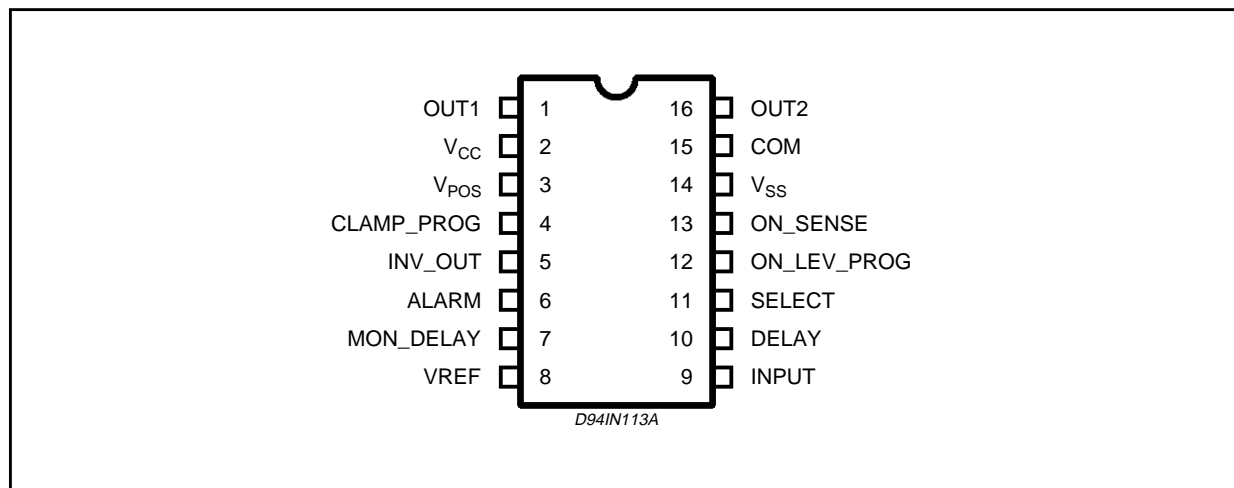 OUT1 1 16 OUT2
VCC 2 15 COM
VPOS 3 14 VSS
CLAMP_PROG 4 13 ON_SENSE
INV_OUT 5 12 ON_LEV_PROG
ALARM 6 11 SELECT
MON_DELAY 7 10 DELAY
VREF 8 9 INPUT
D94IN113A